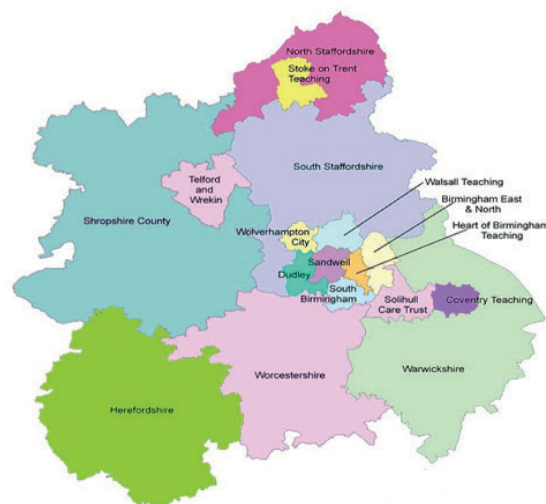 North Staffordshire
Stoke on Trent
Teaching
South Staffordshire
Telford
and
Wrekin
Walsall Teaching
Birmingham East
& North
Shropshire County
Wolverhampton
City
Heart of Birmingham
Teaching
Sandwell
Dudley
South
Birmingham
Solihull
Care Trust
Coventry Teaching
Worcestershire
Warwickshire
Herefordshire